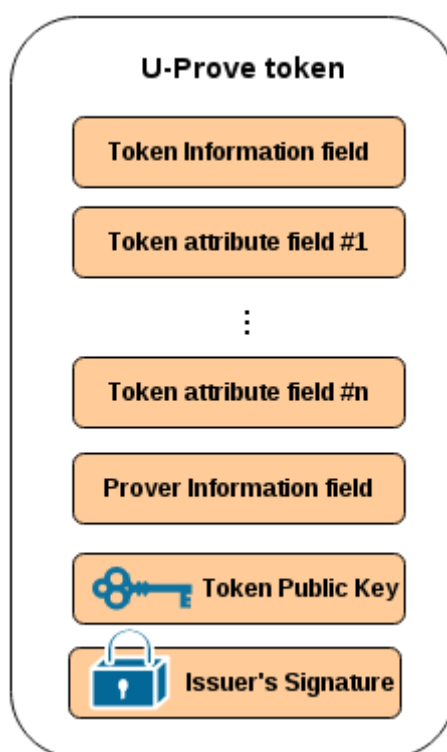 U-Prove token
Token Information field
Token attribute field #1
⋮
Token attribute field #n
Prover Information field
Token Public Key
Issuer's Signature